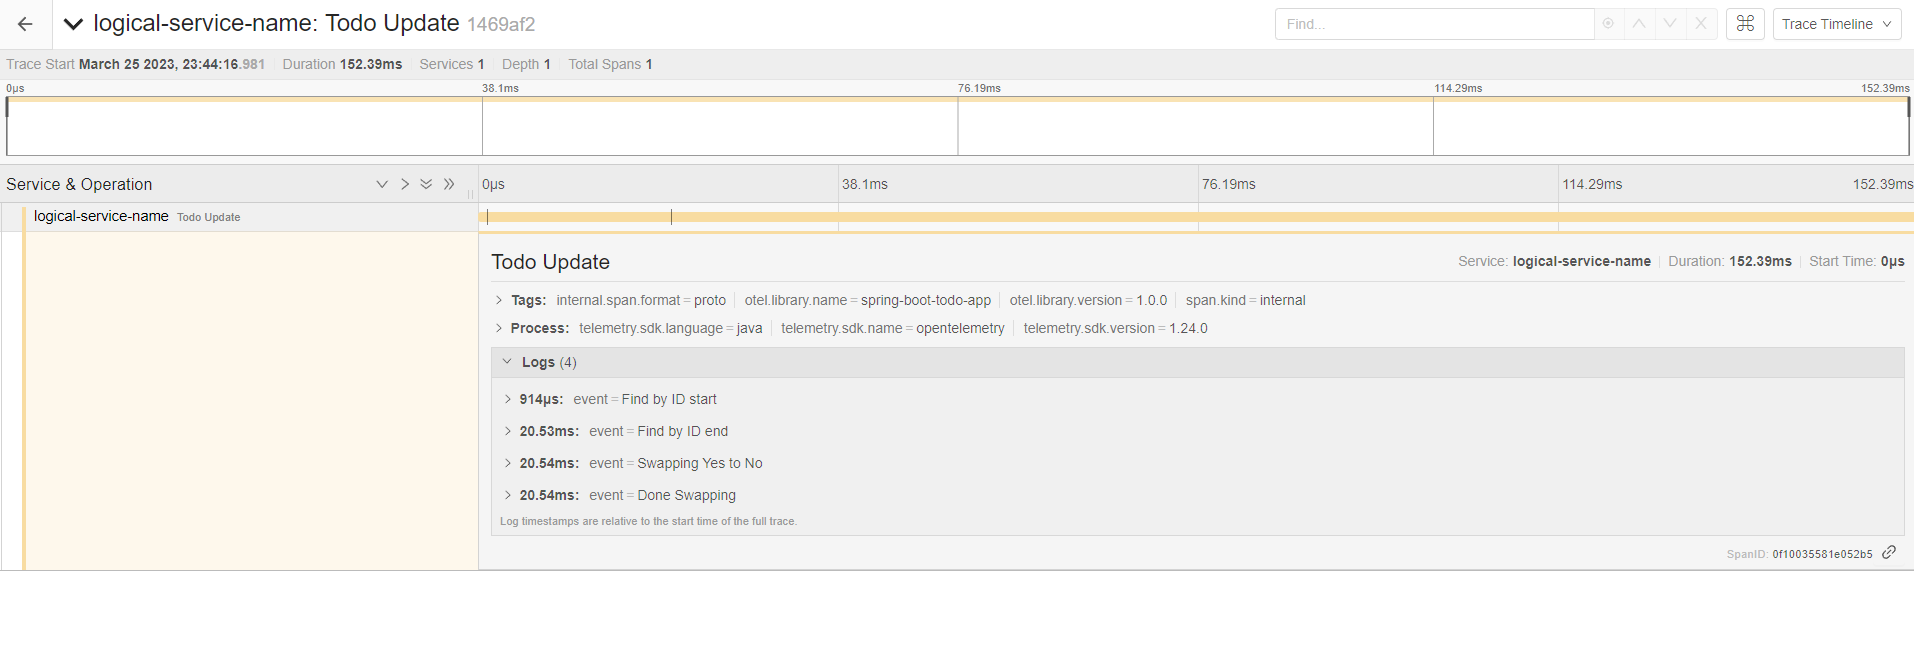 logical-service-name: Todo Update 1469af2
Find...
⌘
Trace Timeline
Trace Start March 25 2023, 23:44:16.981 Duration 152.39ms Services 1 Depth 1 Total Spans 1
0μs 38.1ms 76.19ms 114.29ms 152.39ms
Service & Operation 0μs 38.1ms 76.19ms 114.29ms 152.39ms
logical-service-name Todo Update
Todo Update Service: logical-service-name Duration: 152.39ms Start Time: 0μs
Tags: internal.span.format = proto otel.library.name = spring-boot-todo-app otel.library.version = 1.0.0 span.kind = internal
Process: telemetry.sdk.language = java telemetry.sdk.name = opentelemetry telemetry.sdk.version = 1.24.0
Logs (4)
914μs: event = Find by ID start
20.53ms: event = Find by ID end
20.54ms: event = Swapping Yes to No
20.54ms: event = Done Swapping
Log timestamps are relative to the start time of the full trace.
SpanID: 0f10035581e052b5